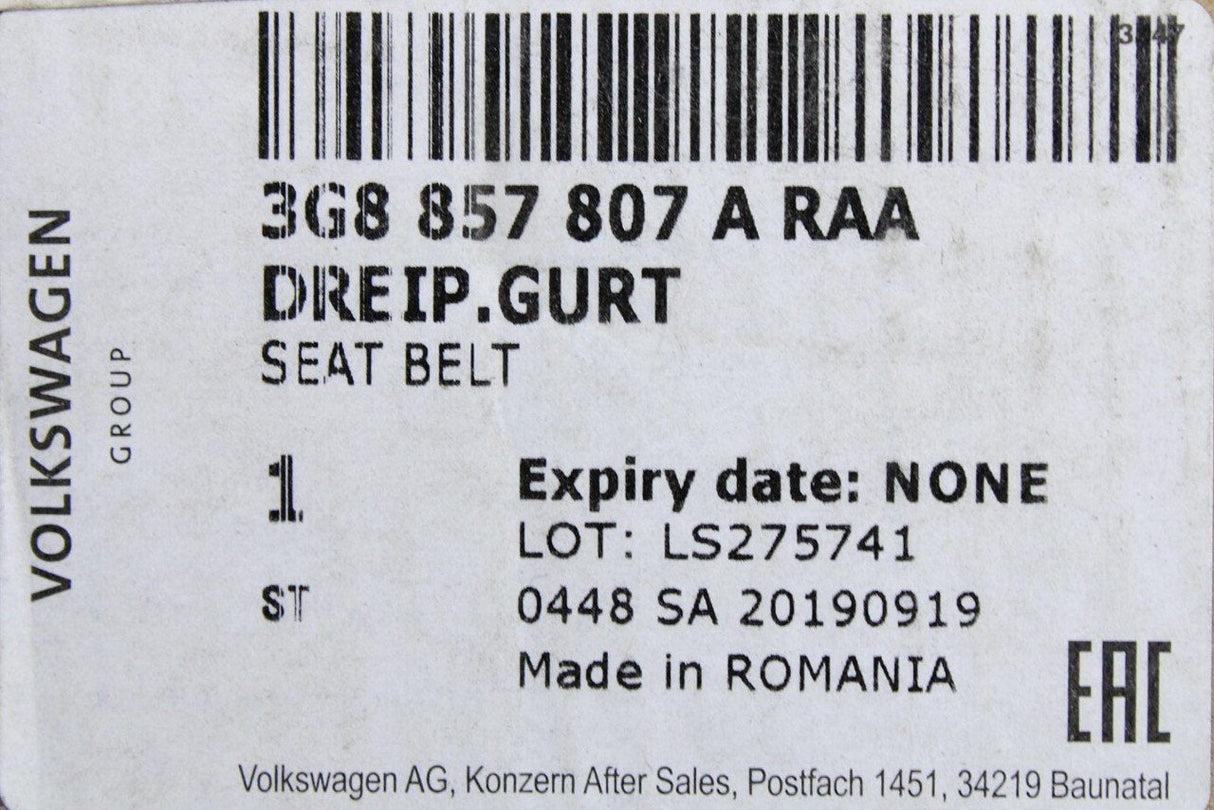 3G8 857 807 A RAA
DREIP.GURT
SEAT BELT
1
Expiry date: NONE
LOT: LS275741
ST
0448 SA 20190919
Made in ROMANIA
EAC
Volkswagen AG, Konzern After Sales, Postfach 1451, 34219 Baunatal
VOLKSWAGEN
GROUP